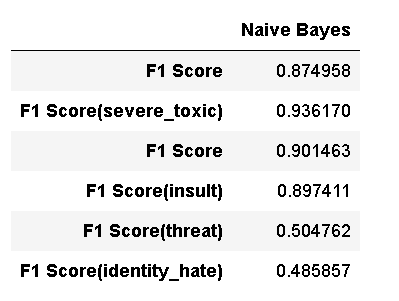 Naive Bayes
F1 Score 0.874958
F1 Score(severe_toxic) 0.936170
F1 Score 0.901463
F1 Score(insult) 0.897411
F1 Score(threat) 0.504762
F1 Score(identity_hate) 0.485857